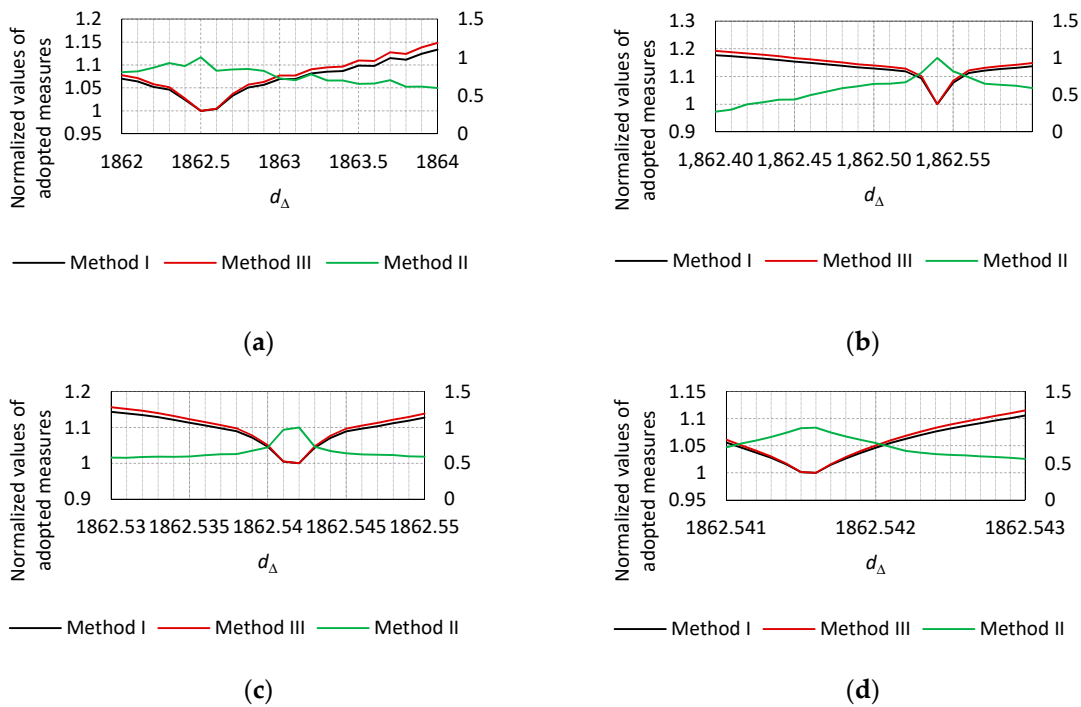 Normalized values of
adopted measures
1.2
1.15
1.1
1.05
1
0.95
1.5
1
0.5
0
1862 1862.5 1863 1863.5 1864
d∆
Method I Method III Method II
(a)
Normalized values of
adopted measures
1.3
1.2
1.1
1
0.9
1.5
1
0.5
0
1,862.40 1,862.45 1,862.50 1,862.55
d∆
Method I Method III Method II
(b)
Normalized values of
adopted measures
1.2
1.1
1
0.9
1.5
1
0.5
0
1862.53 1862.535 1862.54 1862.545 1862.55
d∆
Method I Method III Method II
(c)
Normalized values of
adopted measures
1.15
1.1
1.05
1
0.95
1.5
1
0.5
0
1862.541 1862.542 1862.543
d∆
Method I Method III Method II
(d)